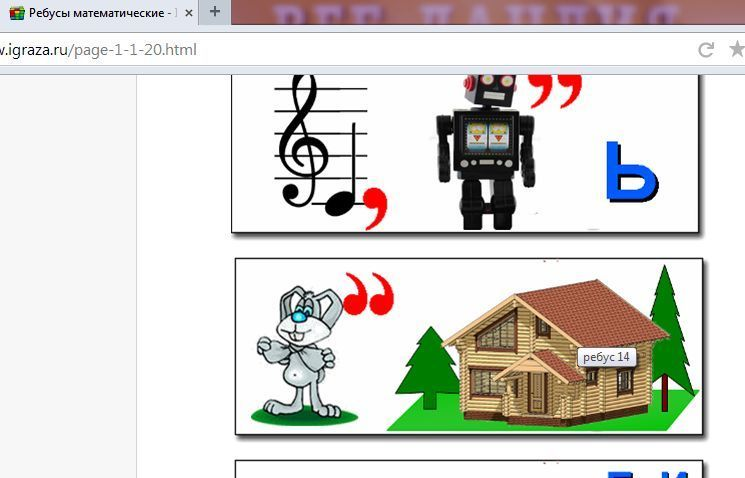 Ребусы математические -
w.igraza.ru/page-1-1-20.html
Ь
ребус 14